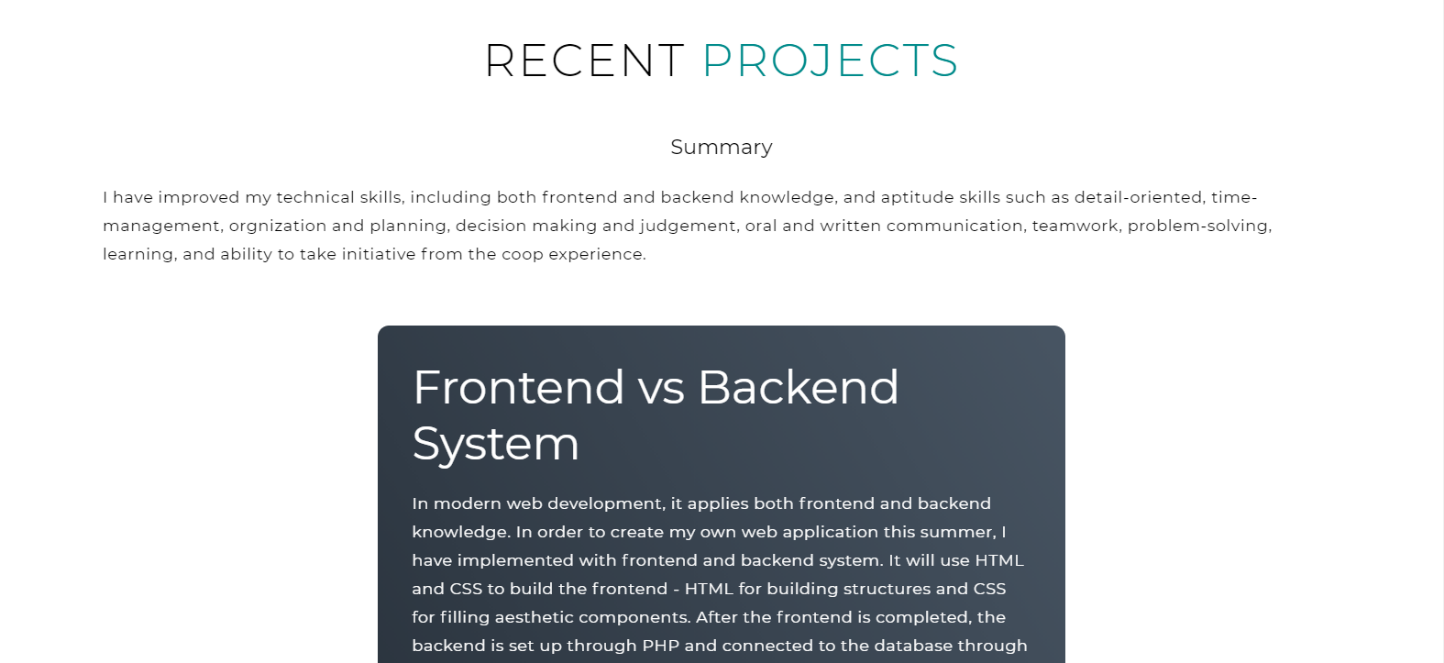 RECENT PROJECTS
Summary
I have improved my technical skills, including both frontend and backend knowledge, and aptitude skills such as detail-oriented, time-
management, orgnization and planning, decision making and judgement, oral and written communication, teamwork, problem-solving,
learning, and ability to take initiative from the coop experience.
Frontend vs Backend
System
In modern web development, it applies both frontend and backend
knowledge. In order to create my own web application this summer, I
have implemented with frontend and backend system. It will use HTML
and CSS to build the frontend - HTML for building structures and CSS
for filling aesthetic components. After the frontend is completed, the
backend is set up through PHP and connected to the database through